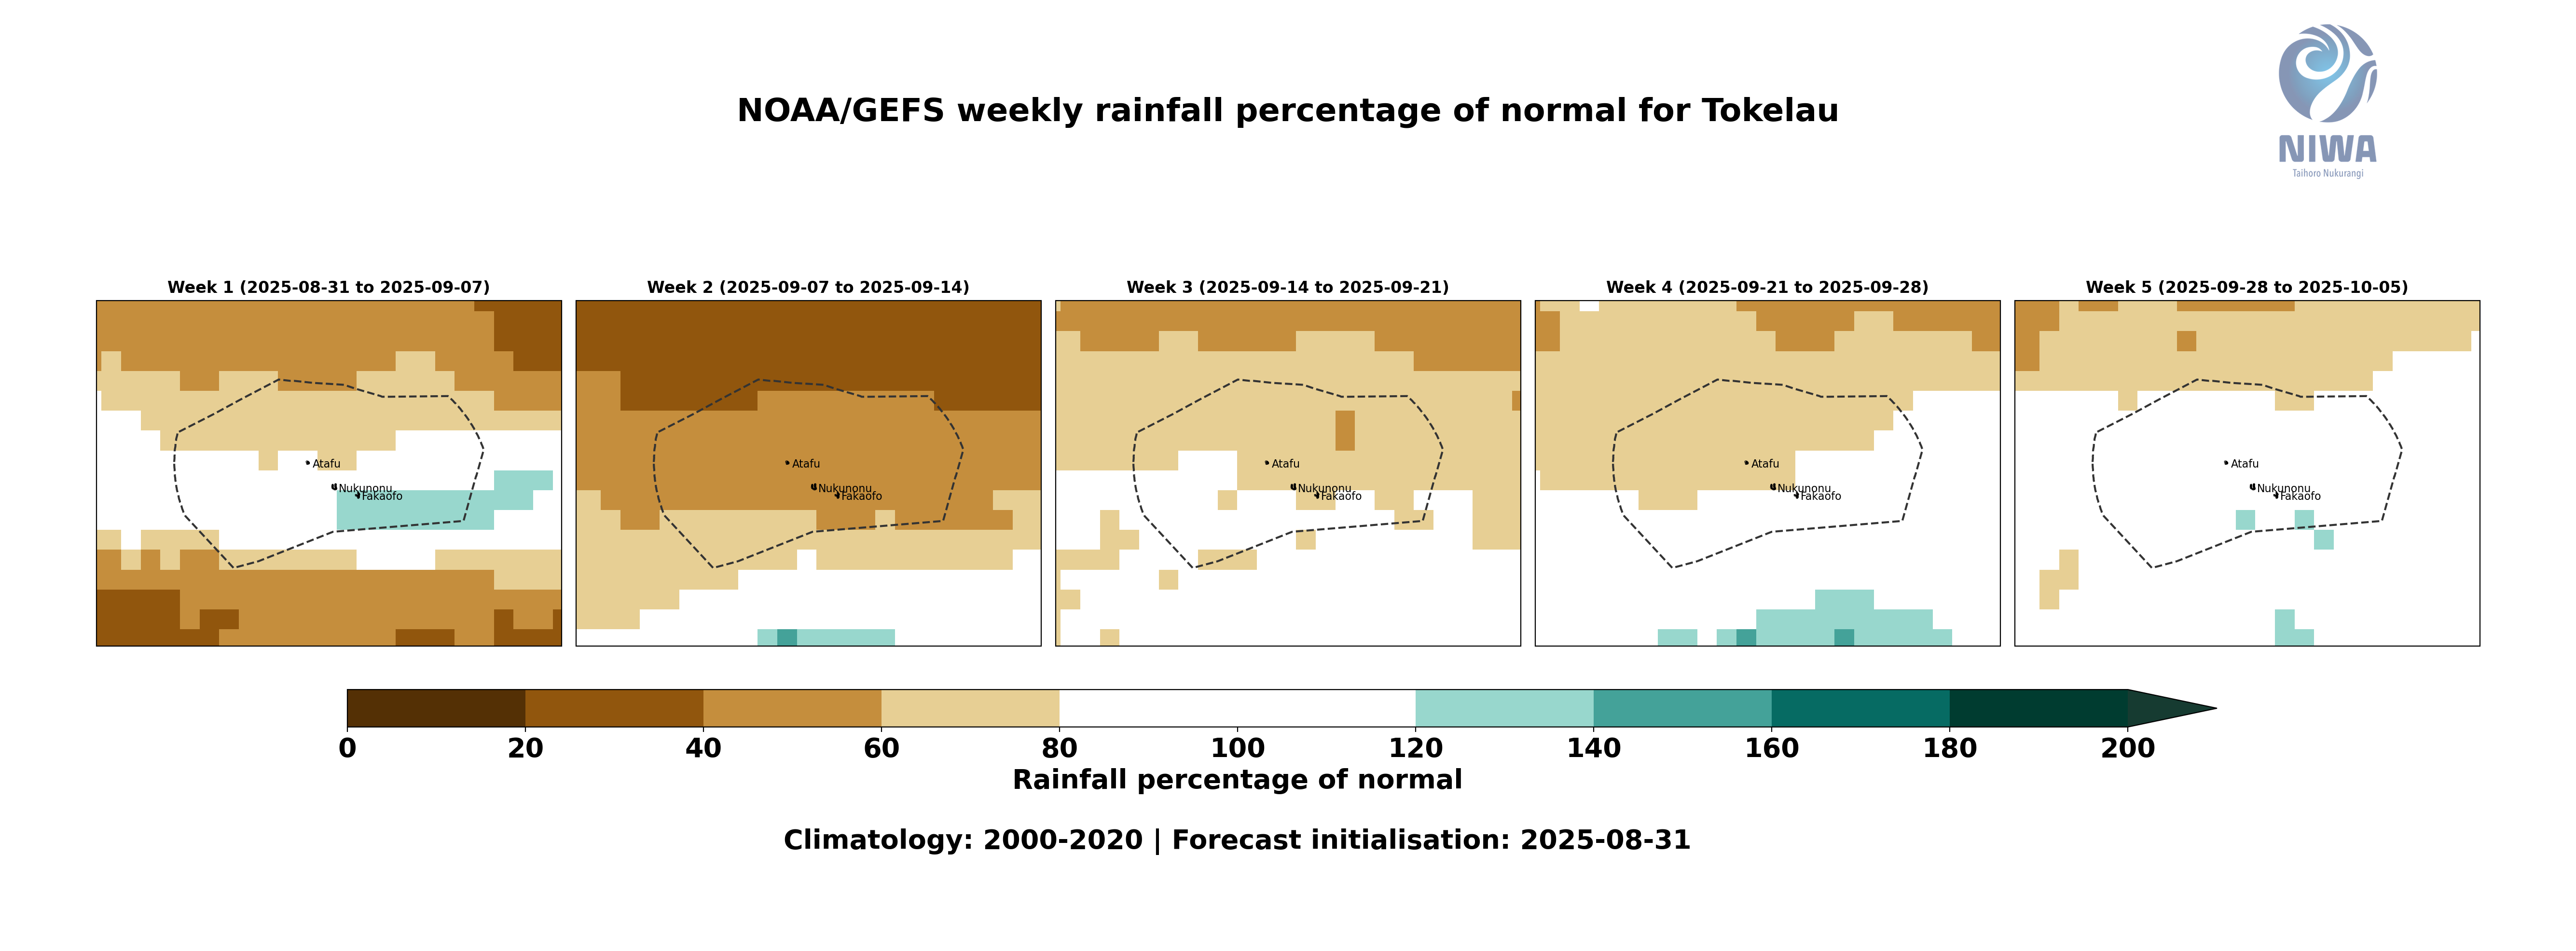 NOAA/GEFS weekly rainfall percentage of normal for Tokelau
NIWA
Taihoro Nukurangi
Week 1 (2025-08-31 to 2025-09-07)
Week 2 (2025-09-07 to 2025-09-14)
Week 3 (2025-09-14 to 2025-09-21)
Week 4 (2025-09-21 to 2025-09-28)
Week 5 (2025-09-28 to 2025-10-05)
Atafu
Nukunonu
Fakaofo
Atafu
Nukunonu
Fakaofo
Atafu
Nukunonu
Fakaofo
Atafu
Nukunonu
Fakaofo
Atafu
Nukunonu
Fakaofo
0 20 40 60 80 100 120 140 160 180 200
Rainfall percentage of normal
Climatology: 2000-2020 | Forecast initialisation: 2025-08-31